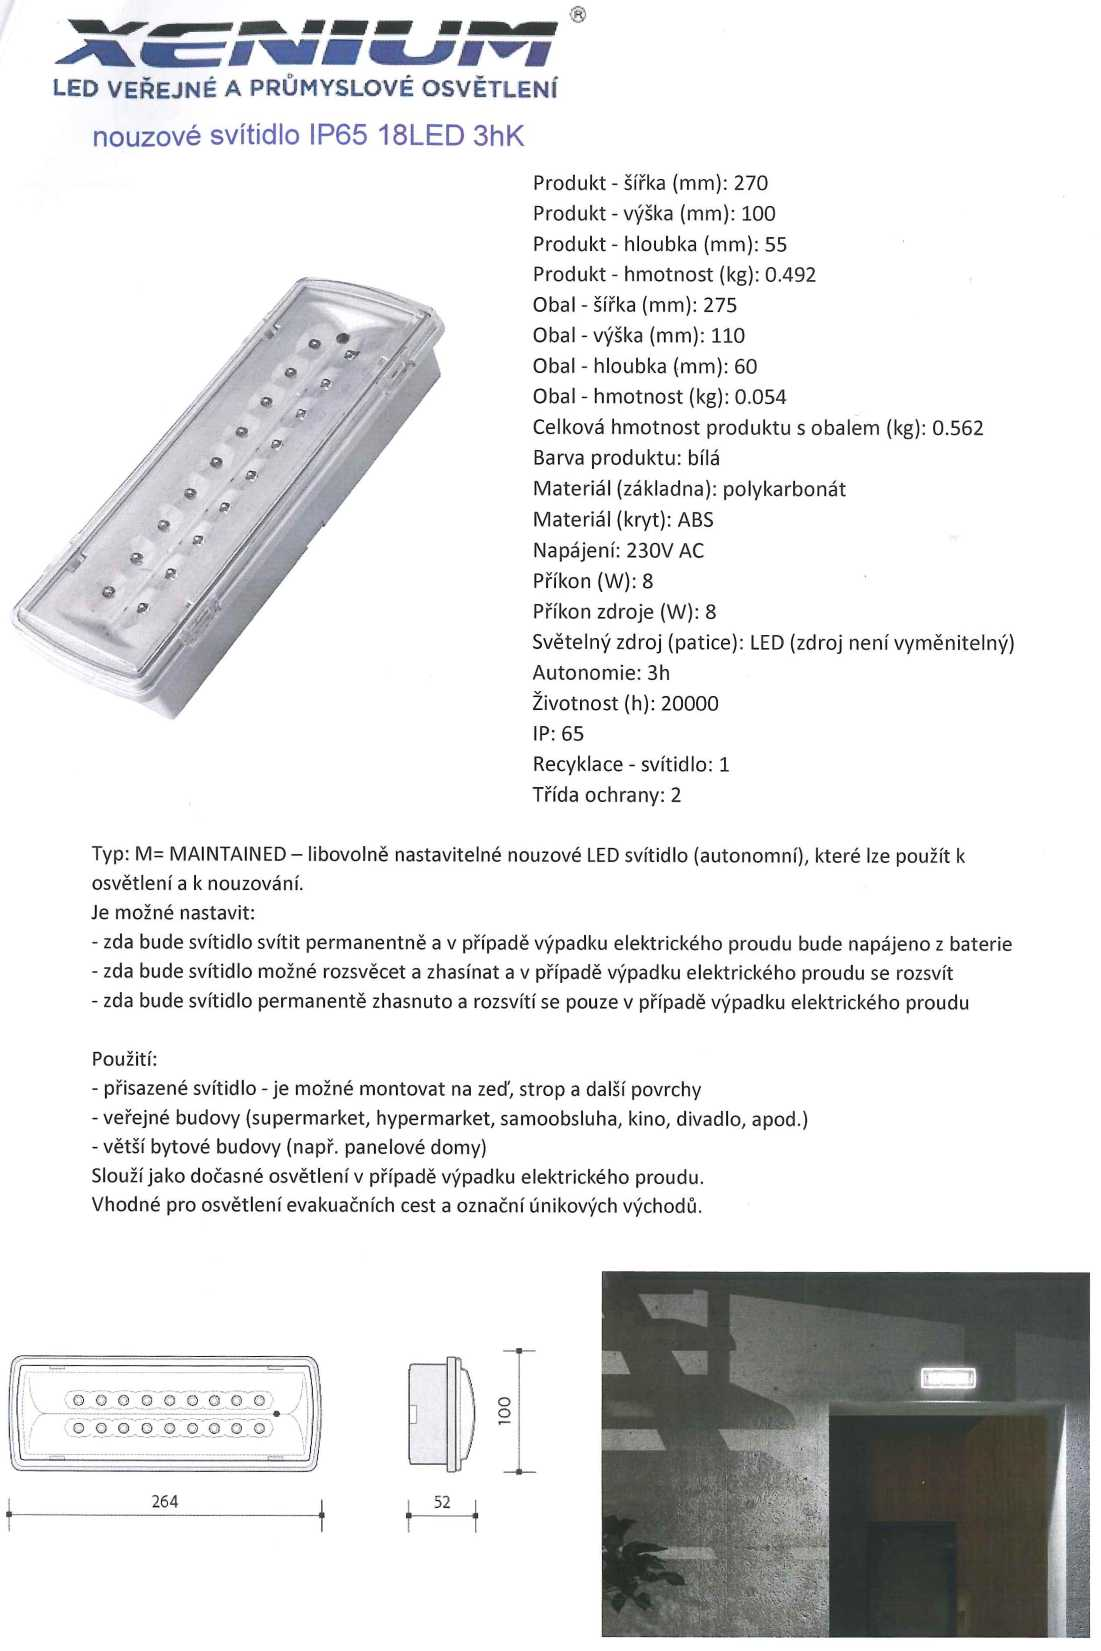 XENIUM®
LED VEŘEJNÉ A PRŮMYSLOVÉ OSVĚTLENÍ
nouzové svítidlo IP65 18LED 3hK
Produkt - šířka (mm): 270
Produkt - výška (mm): 100
Produkt - hloubka (mm): 55
Produkt - hmotnost (kg): 0.492
Obal - šířka (mm): 275
Obal - výška (mm): 110
Obal - hloubka (mm): 60
Obal - hmotnost (kg): 0.054
Celková hmotnost produktu s obalem (kg): 0.562
Barva produktu: bílá
Materiál (základna): polykarbonát
Materiál (kryt): ABS
Napájení: 230V AC
Příkon (W): 8
Příkon zdroje (W): 8
Světelný zdroj (patice): LED (zdroj není vyměnitelný)
Autonomie: 3h
Životnost (h): 20000
IP: 65
Recyklace - svítidlo: 1
Třída ochrany: 2
Typ: M= MAINTAINED – libovolně nastavitelné nouzové LED svítidlo (autonomní), které lze použít k
osvětlení a k nouzování.
Je možné nastavit:
- zda bude svítidlo svítit permanentně a v případě výpadku elektrického proudu bude napájeno z baterie
- zda bude svítidlo možné rozsvěcet a zhasínat a v případě výpadku elektrického proudu se rozsvít
- zda bude svítidlo permanentě zhasnuto a rozsvítí se pouze v případě výpadku elektrického proudu
Použití:
- přisazené svítidlo - je možné montovat na zeď, strop a další povrchy
- veřejné budovy (supermarket, hypermarket, samoobsluha, kino, divadlo, apod.)
- větší bytové budovy (např. panelové domy)
Slouží jako dočasné osvětlení v případě výpadku elektrického proudu.
Vhodné pro osvětlení evakuačních cest a označní únikových východů.
100
264
52